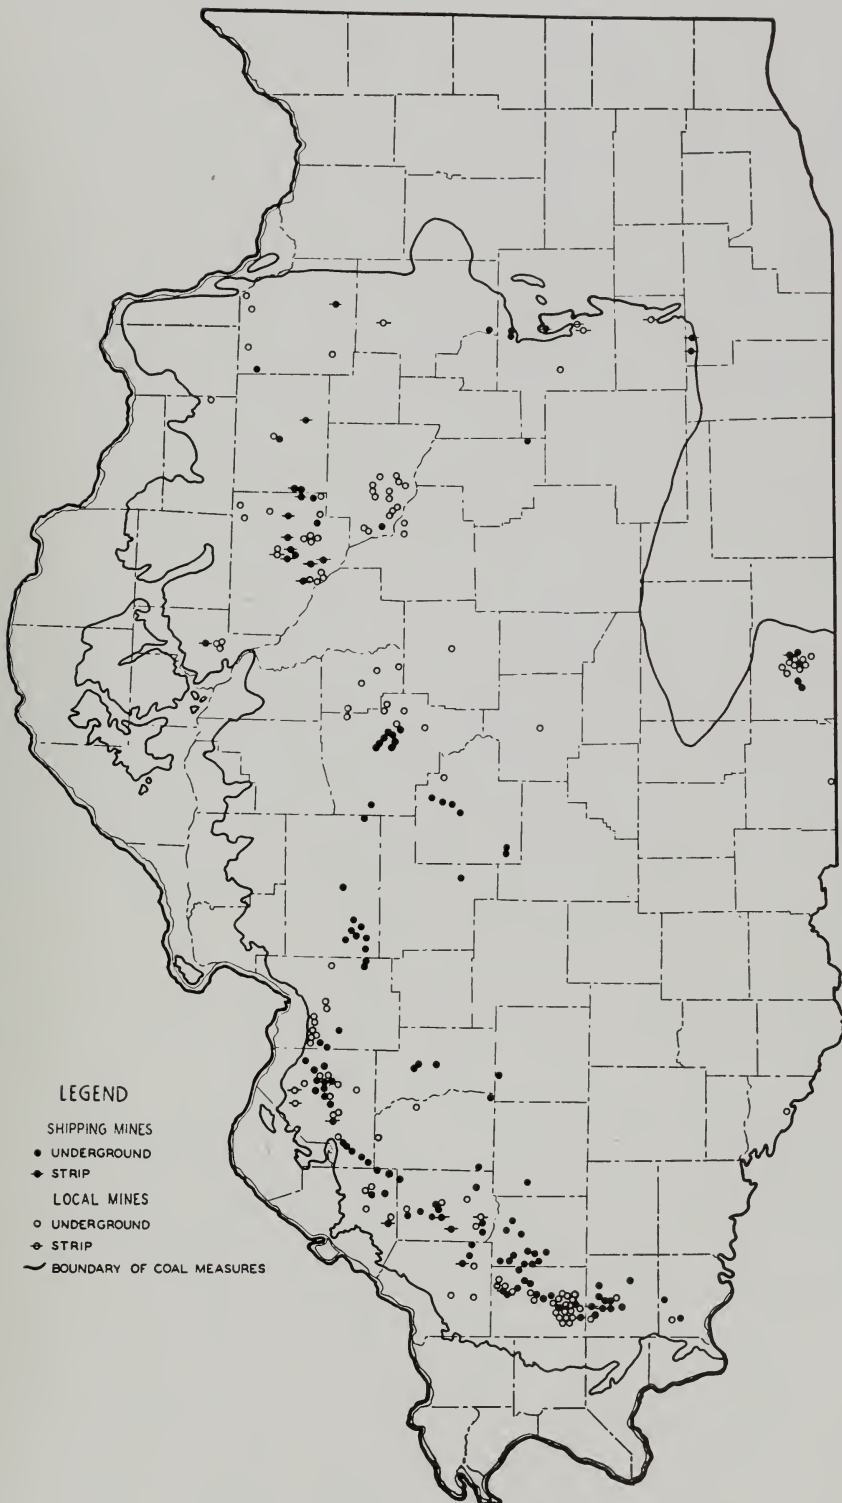 LEGEND
SHIPPING MINES
UNDERGROUND
STRIP
LOCAL MINES
UNDERGROUND
STRIP
BOUNDARY OF COAL MEASURES